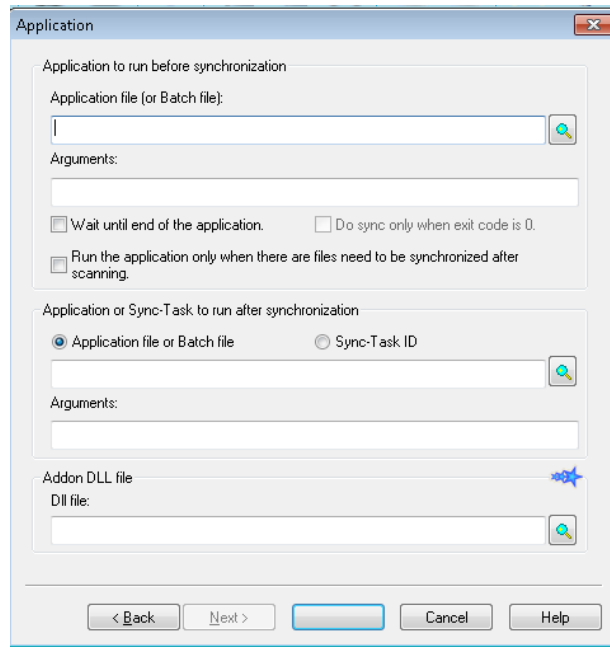 Application
Application to run before synchronization
Application file (or Batch file):
Arguments:
Wait until end of the application.
Do sync only when exit code is 0.
Run the application only when there are files need to be synchronized after
scanning.
Application or Sync-Task to run after synchronization
Application file or Batch file
Sync-Task ID
Arguments:
Addon DLL file
Dll file:
< Back
Next >
Cancel
Help